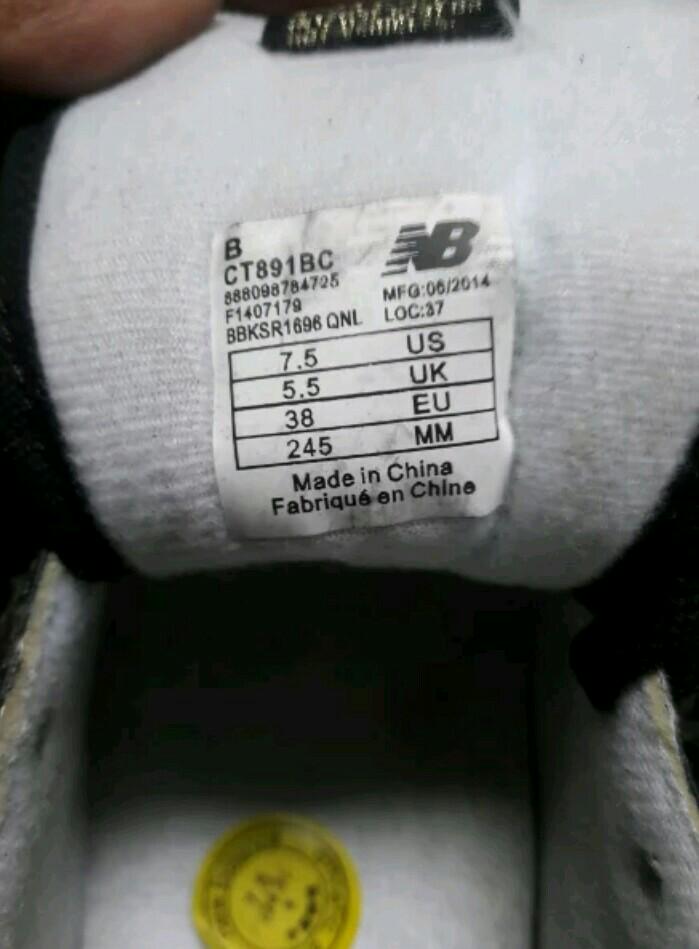 B
CT891BC
888098784725
F1407179
BBKSR1696 QNL
NB
MFG:06/2014
LOC:37
7.5 US
5.5 UK
38 EU
245 MM
Made in China
Fabriqué en Chine